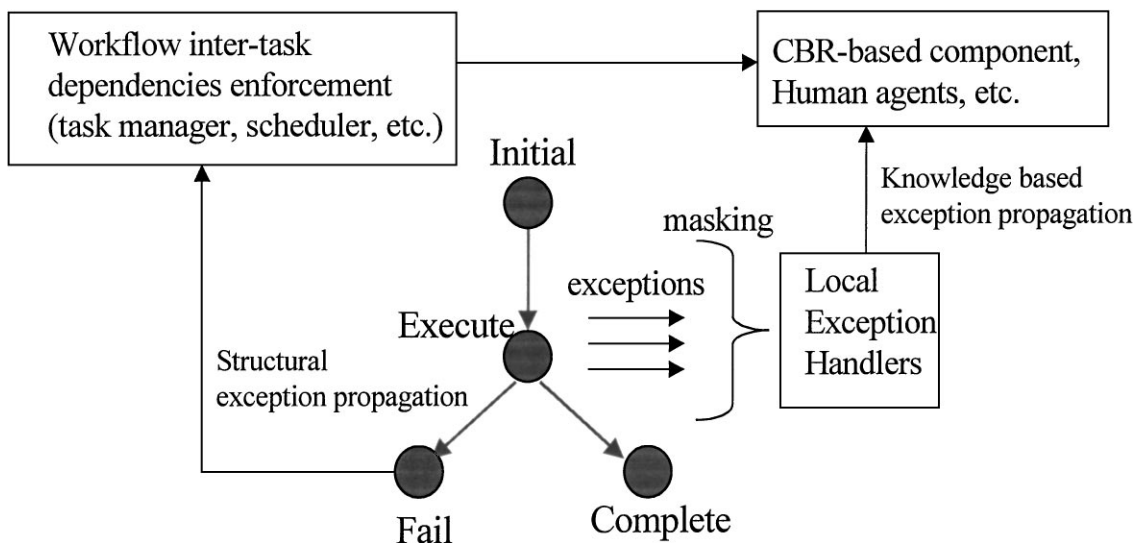 Workflow inter-task
dependencies enforcement
(task manager, scheduler, etc.)
CBR-based component,
Human agents, etc.
Initial
Knowledge based
exception propagation
masking
exceptions
Local
Exception
Handlers
Execute
Structural
exception propagation
Fail
Complete